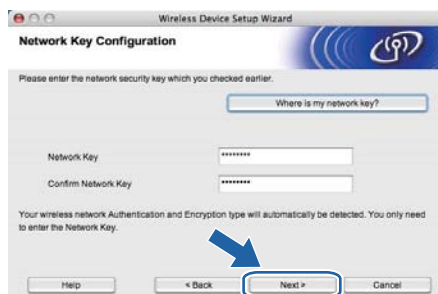 Wireless Device Setup Wizard
Network Key Configuration
Please enter the network security key which you checked earlier.
Where is my network key?
Network Key ********
Confirm Network Key ********
Your wireless network Authentication and Encryption type will automatically be detected. You only need
to enter the Network Key.
Help < Back Next > Cancel